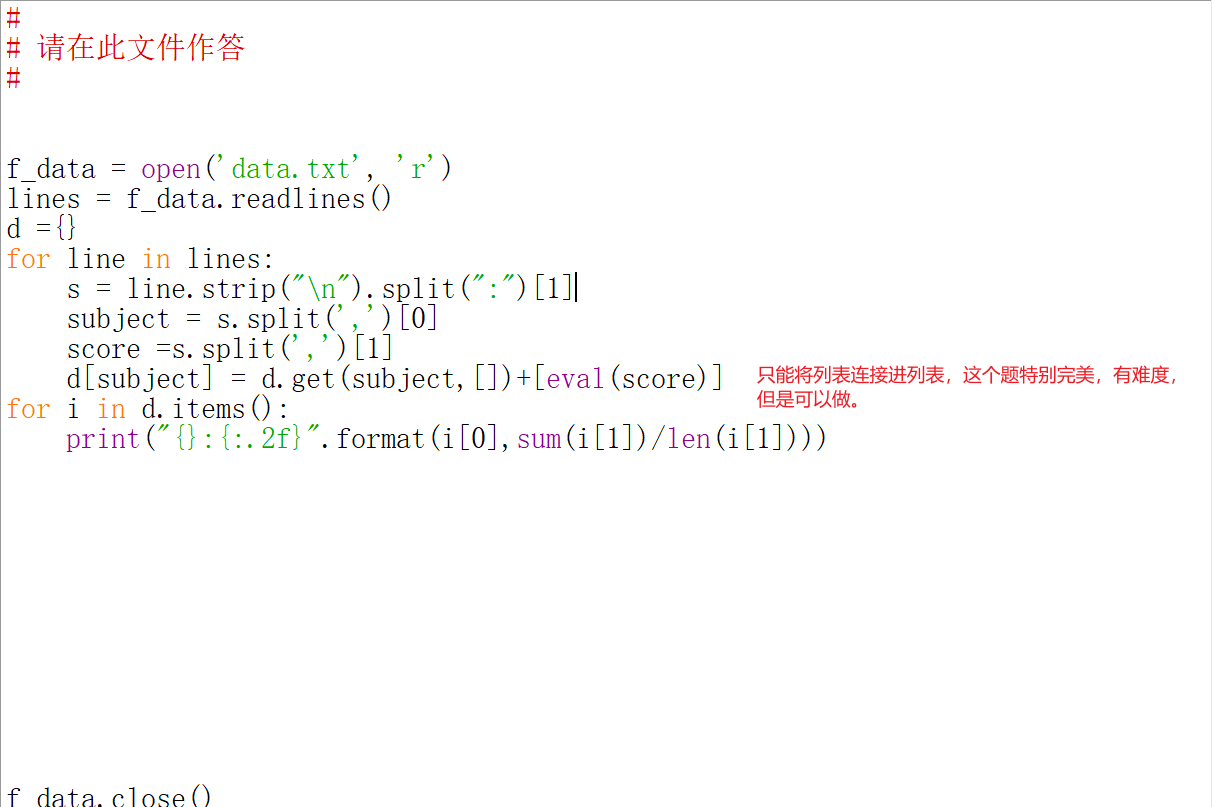 #
# 请在此文件作答
#
f_data = open('data.txt', 'r')
lines = f_data.readlines()
d ={}
for line in lines:
    s = line.strip("\n").split(":")[1]
    subject = s.split(',')[0]
    score =s.split(',')[1]
    d[subject] = d.get(subject,[])+[eval(score)]
只能将列表连接进列表，这个题特别完美，有难度，
但是可以做。
for i in d.items():
    print("{}:{:.2f}".format(i[0],sum(i[1])/len(i[1])))
f_data.close()